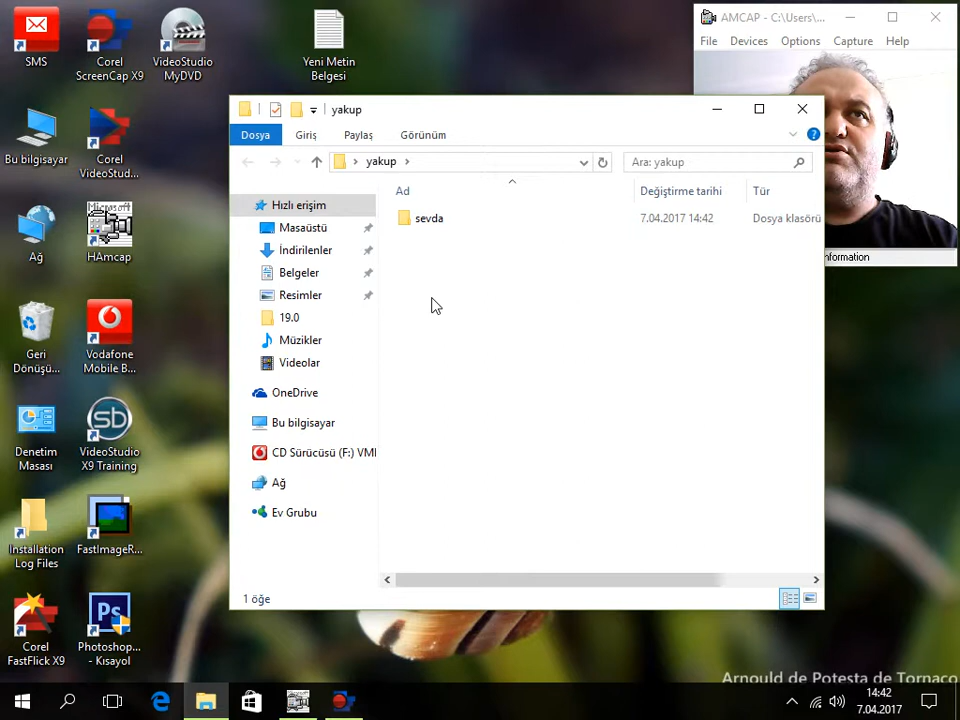 SMS
Corel
ScreenCap X9
VideoStudio
MyDVD
Yeni Metin
Belgesi
AMCAP - C:\Users\...
File Devices Options Capture Help
nformation
Bu bilgisayar
Corel
VideoStud...
Ağ
Microsoft
HAmcap
Geri
Dönüşü...
Vodafone
Mobile B...
Denetim
Masası
VideoStudio
X9 Training
Installation
Log Files
FastImageR...
Corel
FastFlick X9
Photoshop...
- Kısayol
yakup
Dosya Giriş Paylaş Görünüm
yakup
Ara: yakup
Ad Değiştirme tarihi Tür
sevda 7.04.2017 14:42 Dosya klasörü
Hızlı erişim
Masaüstü
İndirilenler
Belgeler
Resimler
19.0
Müzikler
Videolar
OneDrive
Bu bilgisayar
CD Sürücüsü (F:) VMI
Ağ
Ev Grubu
1 öğe
Arnould de Potesta de Tornaco
14:42
7.04.2017